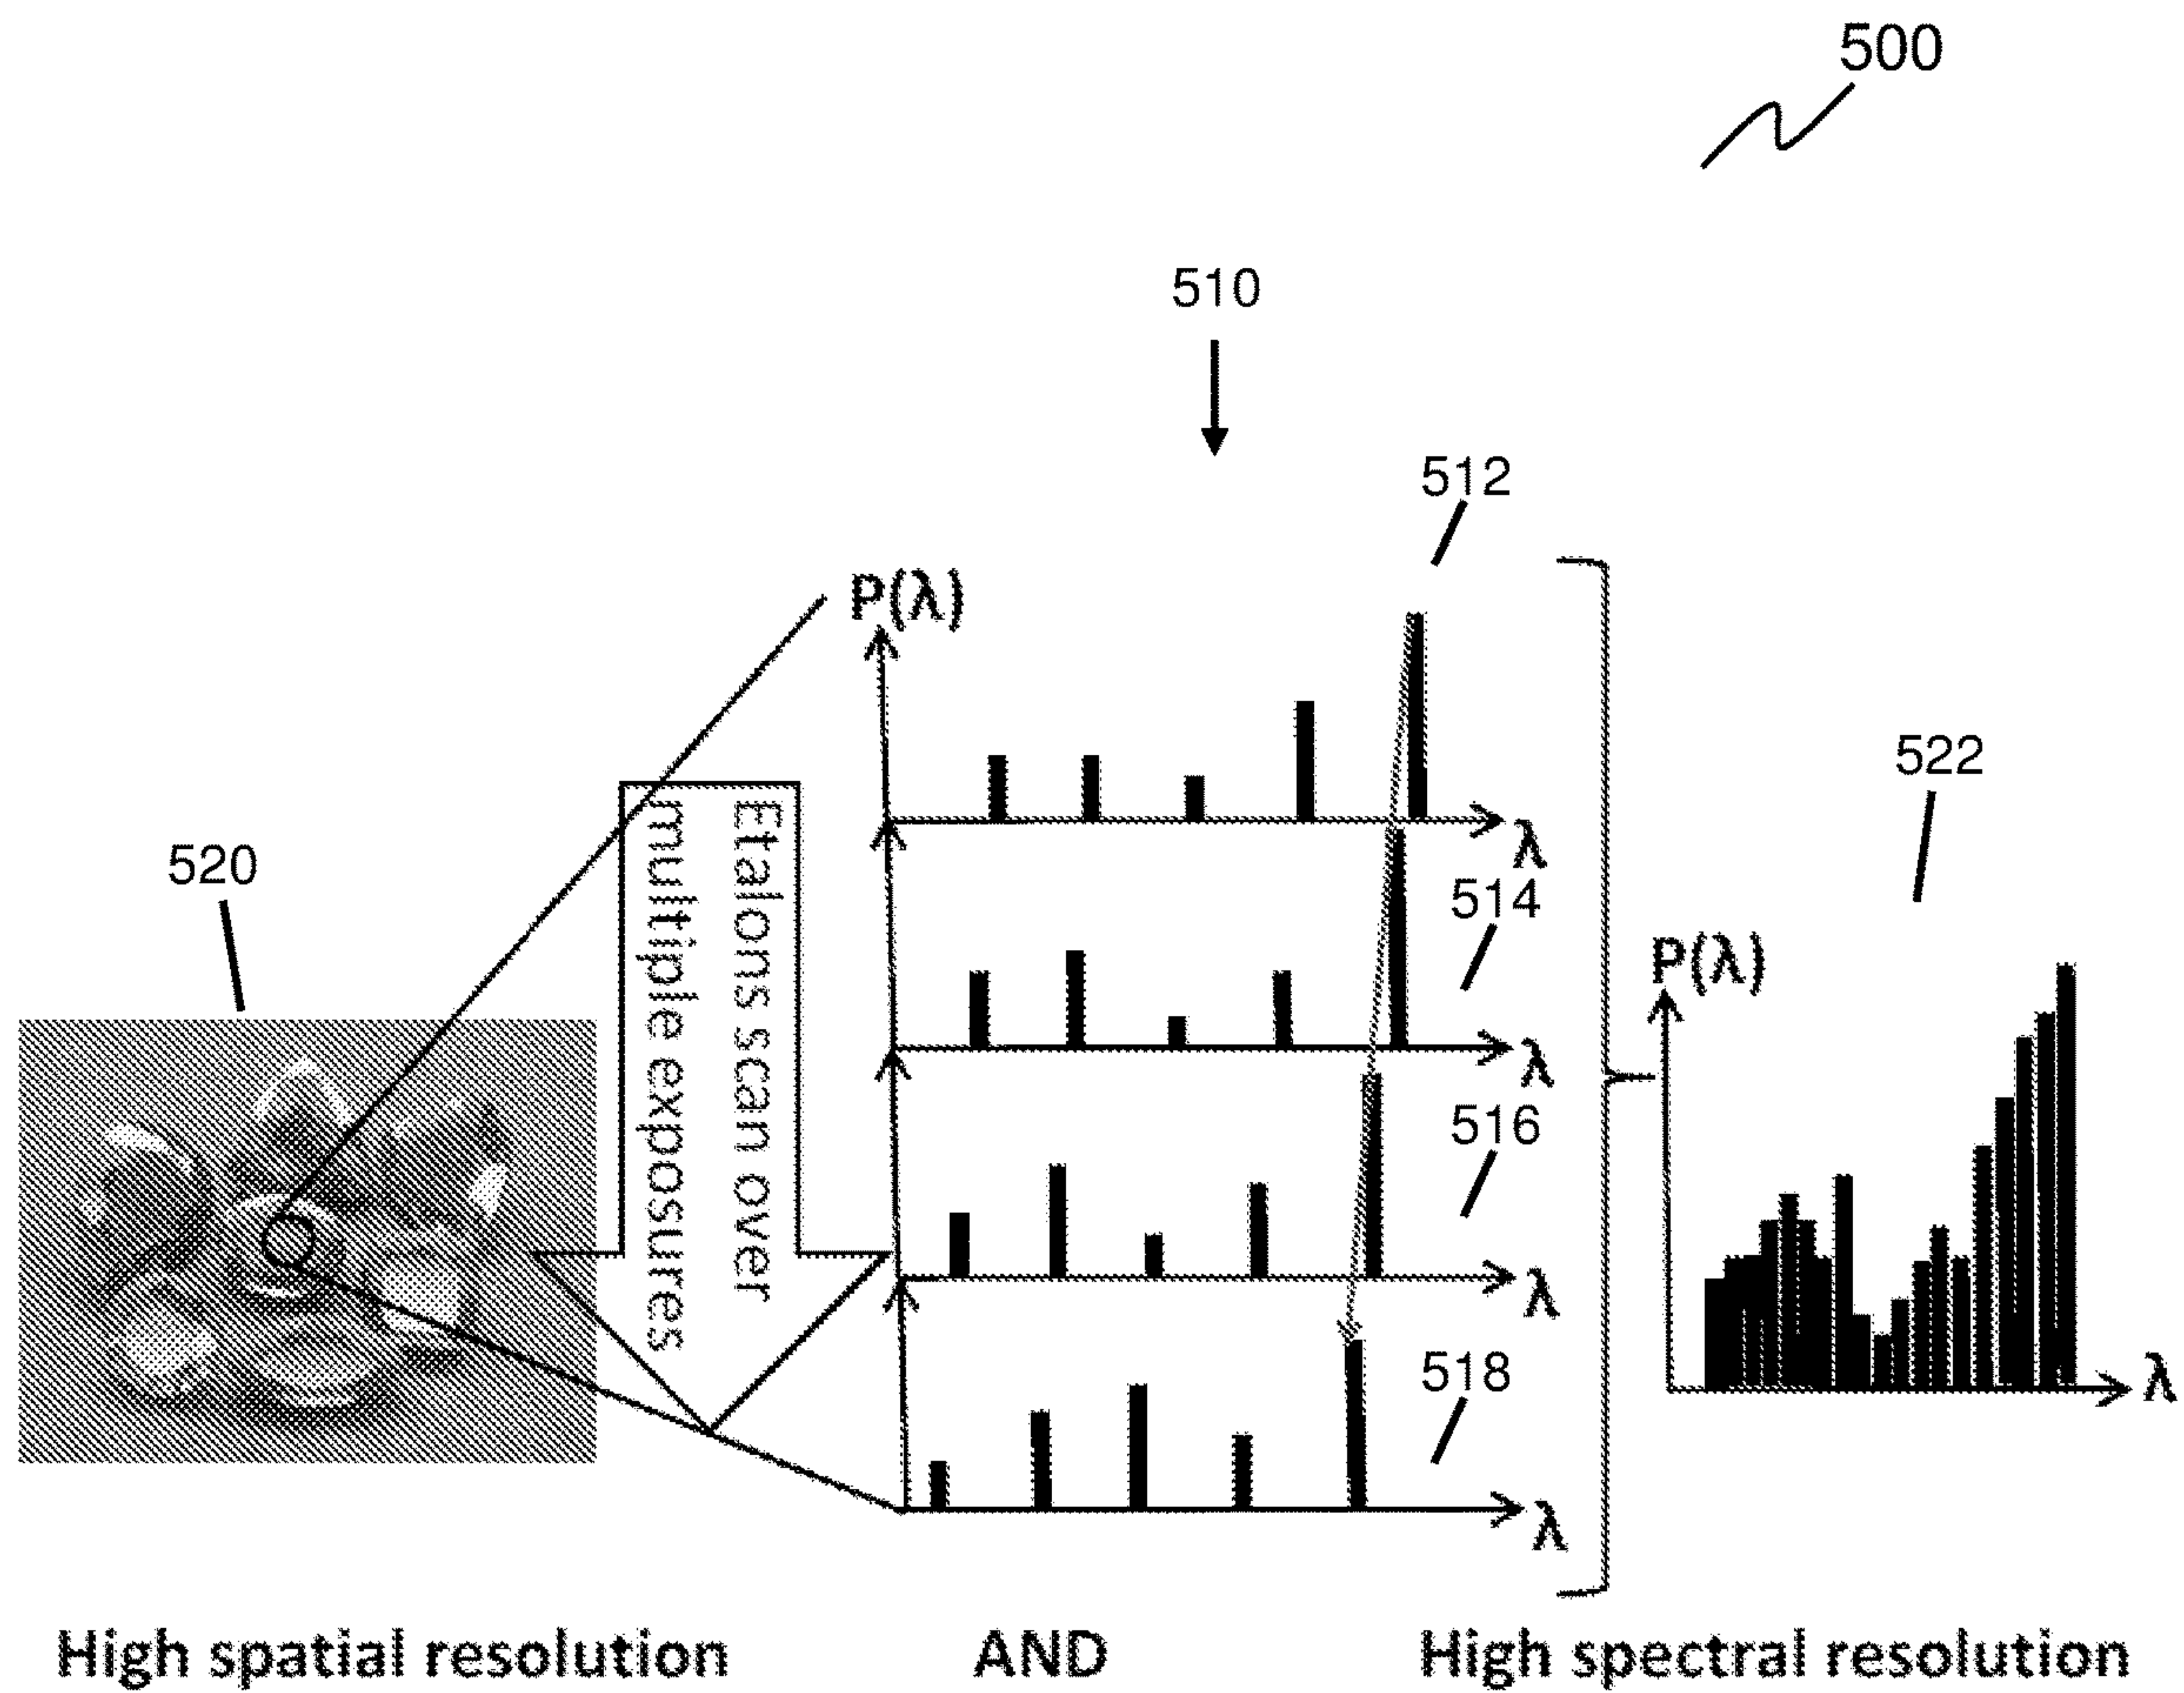 500
510
512
P(λ)
λ
522
520
Etalons scan over
multiple exposures
514
P(λ)
λ
516
λ
518
λ
λ
High spatial resolution AND High spectral resolution